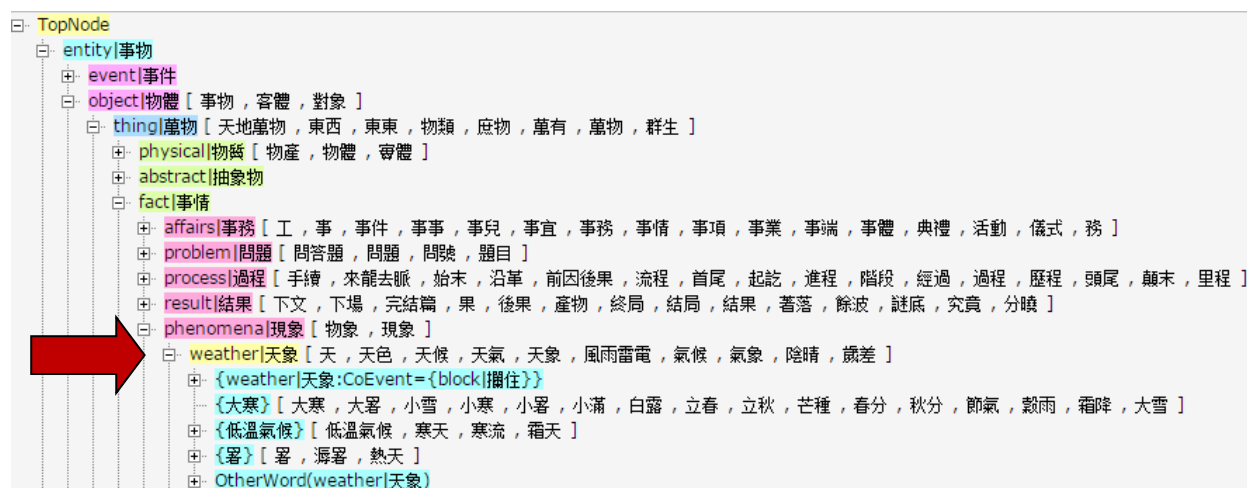 TopNode
entity|事物
event|事件
object|物體 [ 事物 , 客體 , 對象 ]
thing|萬物 [ 天地萬物 , 東西 , 東東 , 物類 , 庶物 , 萬有 , 萬物 , 群生 ]
physical|物質 [ 物產 , 物體 , 寄體 ]
abstract|抽象物
fact|事情
affairs|事務 [ 工 , 事 , 事件 , 事事 , 事兒 , 事宜 , 事務 , 事情 , 事項 , 事業 , 事端 , 事體 , 典禮 , 活動 , 儀式 , 務 ]
problem|問題 [ 問答題 , 問題 , 問號 , 題目 ]
process|過程 [ 手續 , 來龍去脈 , 始末 , 沿革 , 前因後果 , 流程 , 首尾 , 起訖 , 進程 , 階段 , 經過 , 過程 , 歷程 , 頭尾 , 顛末 , 里程 ]
result|結果 [ 下文 , 下場 , 完結篇 , 果 , 後果 , 產物 , 終局 , 結局 , 結果 , 著落 , 餘波 , 謎底 , 究竟 , 分曉 ]
phenomena|現象 [ 物象 , 現象 ]
weather|天象 [ 天 , 天色 , 天候 , 天氣 , 天象 , 風雨雷電 , 氣候 , 氣象 , 陰晴 , 歲差 ]
{weather|天象:CoEvent={block|攔住}}
{大寒} [ 大寒 , 大暑 , 小雪 , 小寒 , 小暑 , 小滿 , 白露 , 立春 , 立秋 , 芒種 , 春分 , 秋分 , 節氣 , 穀雨 , 霜降 , 大雪 ]
{低溫氣候} [ 低溫氣候 , 寒天 , 寒流 , 霜天 ]
{暑} [ 暑 , 溽暑 , 熱天 ]
OtherWord(weather|天象)